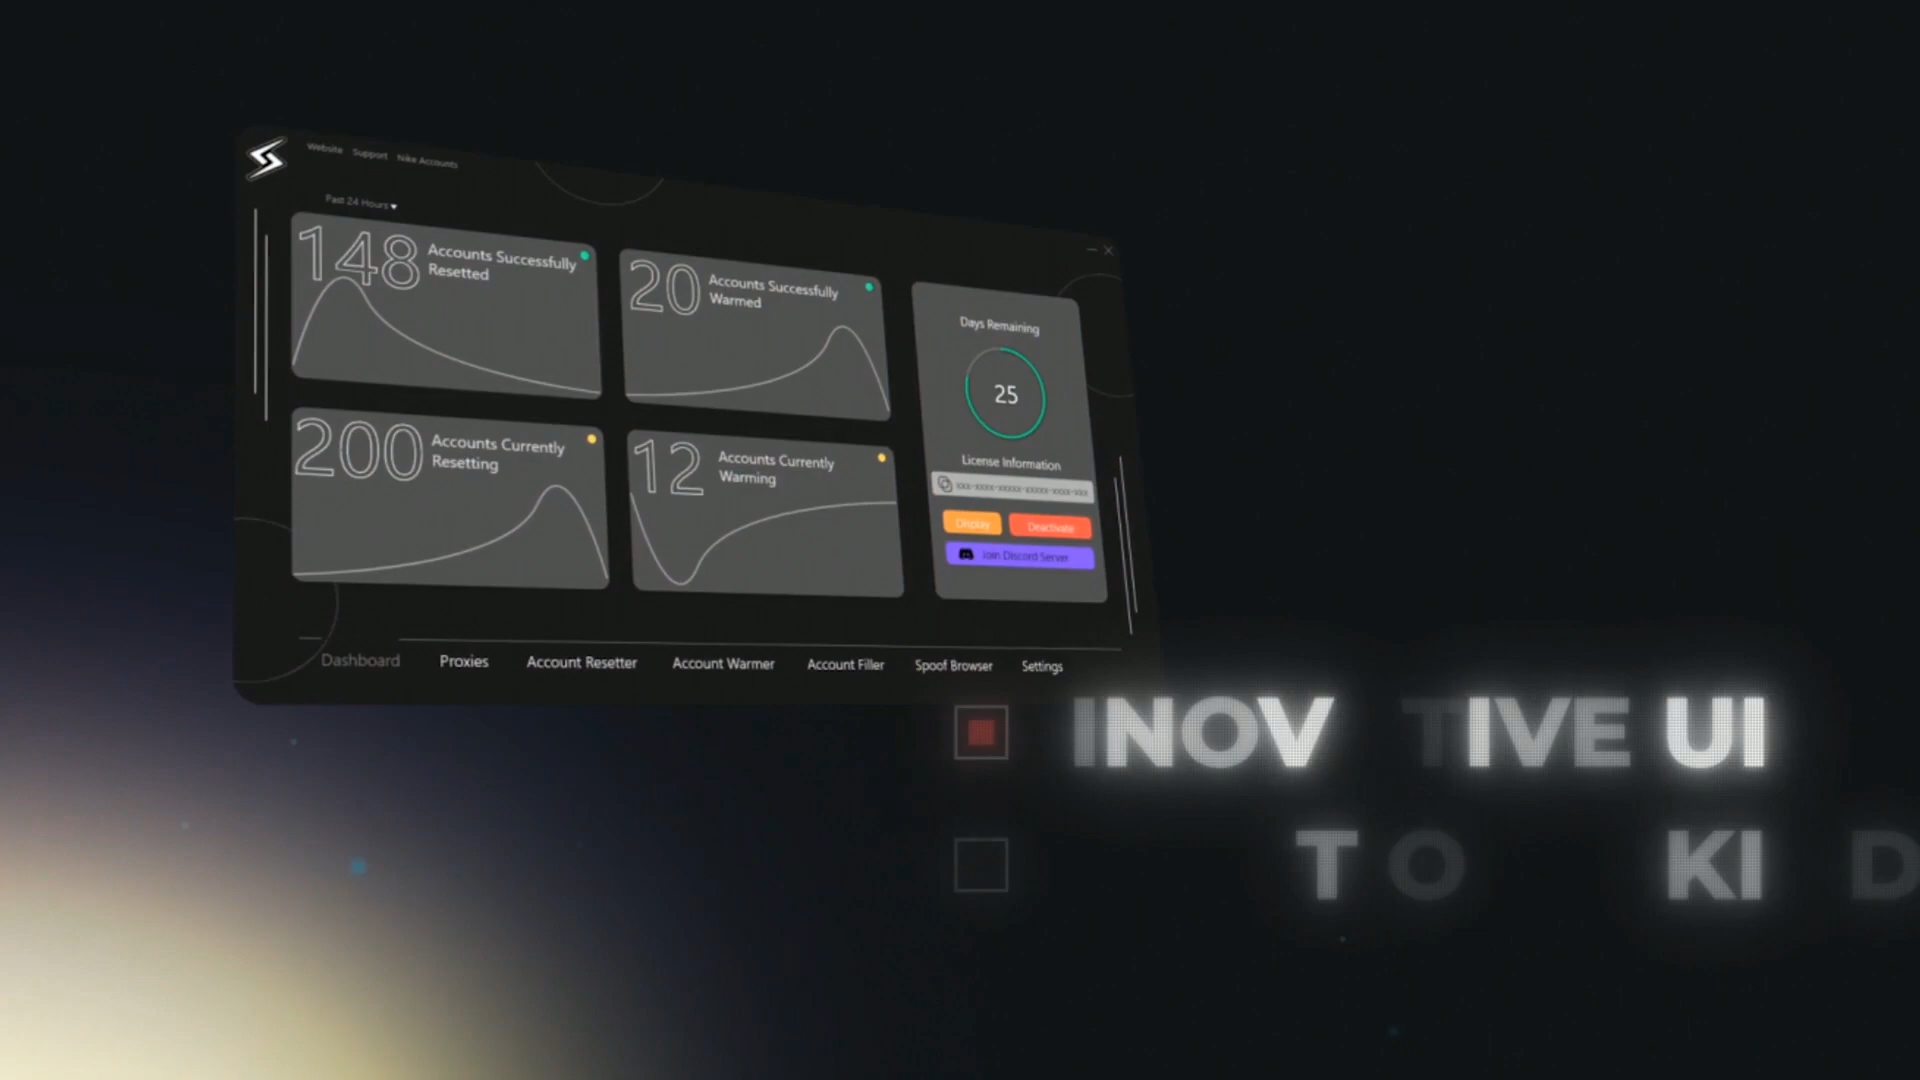 Website Support Nike Accounts
Past 24 Hours
148 Accounts Successfully
Resetted
20 Accounts Successfully
Warmed
200 Accounts Currently
Resetting
12 Accounts Currently
Warming
Days Remaining
25
License Information
Display Deactivate
Join Discord Server
Dashboard Proxies Account Resetter Account Warmer Account Filler Spoof Browser Settings
INOV TIVE UI
T O KI D